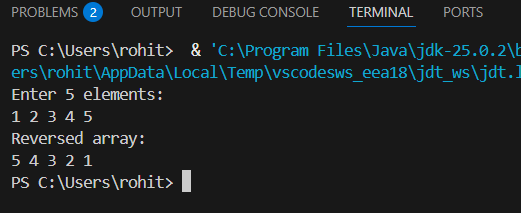 PROBLEMS 2 OUTPUT DEBUG CONSOLE TERMINAL PORTS
PS C:\Users\rohit>  & 'C:\Program Files\Java\jdk-25.0.2\b
ers\rohit\AppData\Local\Temp\vscodesws_eea18\jdt_ws\jdt.l
Enter 5 elements:
1 2 3 4 5
Reversed array:
5 4 3 2 1
PS C:\Users\rohit>